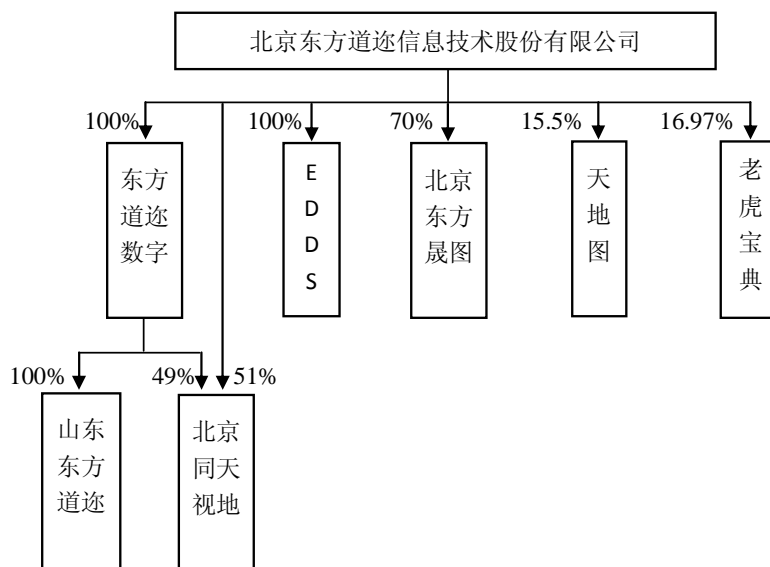 北京东方道迩信息技术股份有限公司
100%
100%
70%
15.5%
16.97%
东方
道迩
数字
E
D
D
S
北京
东方
晟图
天
地
图
老
虎
宝
典
100%
49%
51%
山东
东方
道迩
北京
同天
视地